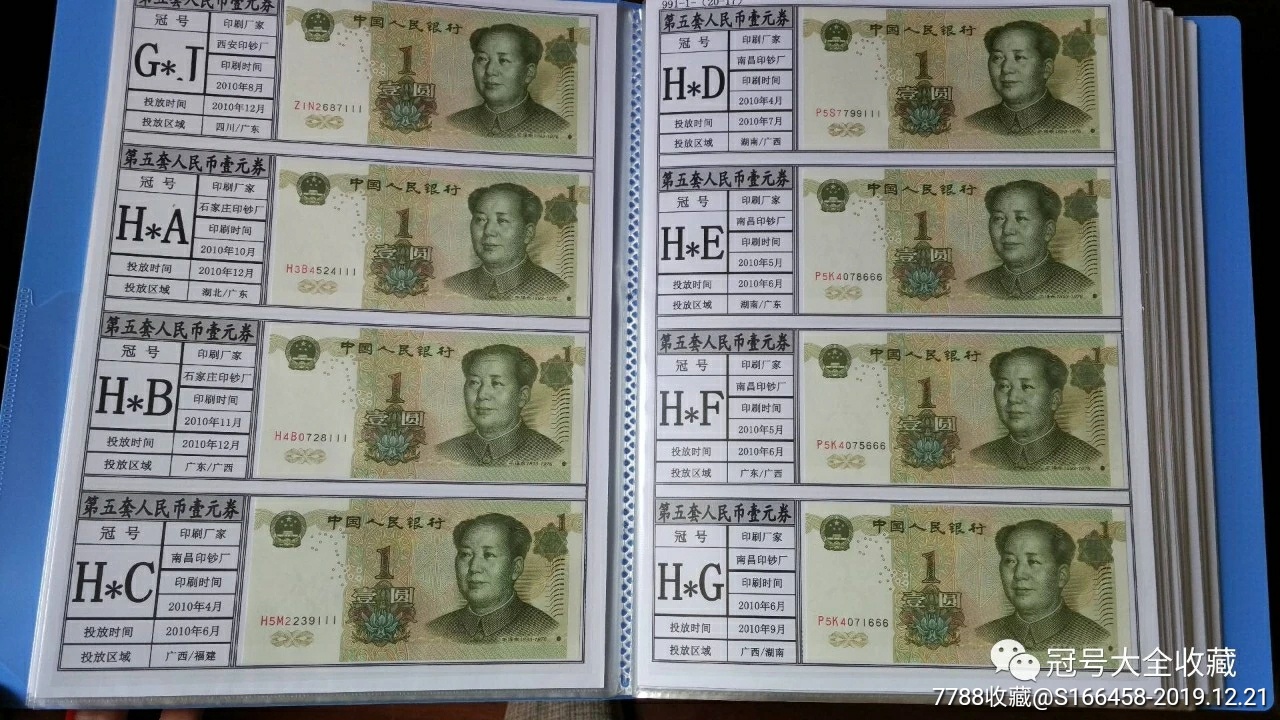 第五套人民币壹元券
冠 号
G*J
印刷厂家
西安印钞厂
印刷时间
2010年8月
投放时间
2010年12月
投放区域
四川/广东
中国人民银行
1
壹圆
Z1N2687111
1
第五套人民币壹元券
冠 号
H*A
印刷厂家
石家庄印钞厂
印刷时间
2010年10月
投放时间
2010年12月
投放区域
湖北/广东
中国人民银行
1
壹圆
H3B4524111
1
第五套人民币壹元券
冠 号
H*B
印刷厂家
石家庄印钞厂
印刷时间
2010年11月
投放时间
2010年12月
投放区域
广东/广西
中国人民银行
1
壹圆
H4B0728111
1
第五套人民币壹元券
冠 号
H*C
印刷厂家
南昌印钞厂
印刷时间
2010年4月
投放时间
2010年6月
投放区域
广西/福建
中国人民银行
1
壹圆
H5M2239111
1
991-1-（20-17）
第五套人民币壹元券
冠 号
H*D
印刷厂家
南昌印钞厂
印刷时间
2010年4月
投放时间
2010年7月
投放区域
湖南/广西
中国人民银行
1
壹圆
P5S7799111
1
第五套人民币壹元券
冠 号
H*E
印刷厂家
南昌印钞厂
印刷时间
2010年5月
投放时间
2010年6月
投放区域
湖南/广东
中国人民银行
1
壹圆
P5K4078666
1
第五套人民币壹元券
冠 号
H*F
印刷厂家
南昌印钞厂
印刷时间
2010年5月
投放时间
2010年6月
投放区域
广东/广西
中国人民银行
1
壹圆
P5K4075666
1
第五套人民币壹元券
冠 号
H*G
印刷厂家
南昌印钞厂
印刷时间
2010年6月
投放时间
2010年9月
投放区域
广西/湖南
中国人民银行
1
壹圆
P5K4071666
1
冠号大全收藏
7788收藏@S166458-2019.12.21